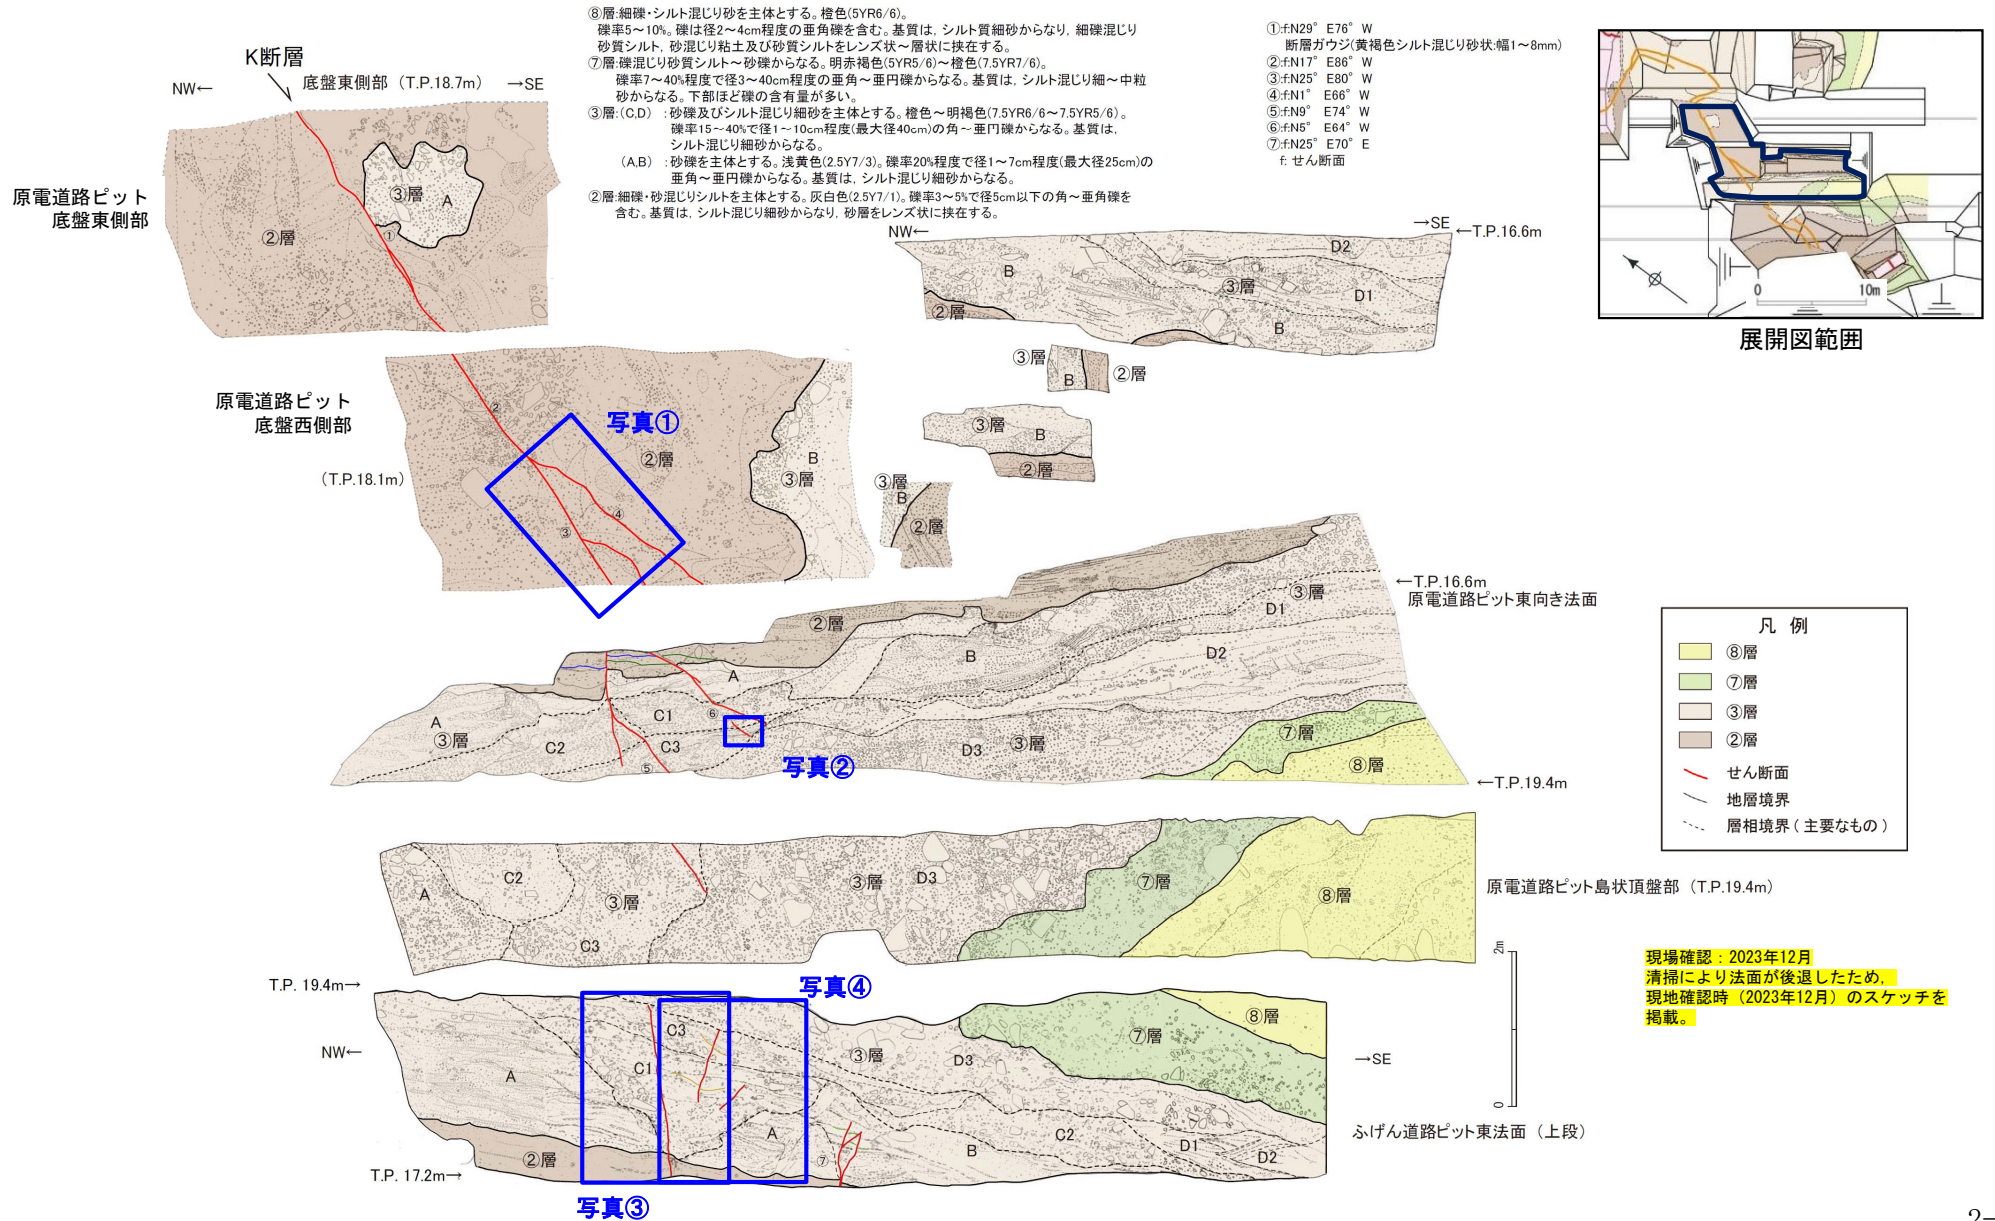 ⑧層:細礫・シルト混じり砂を主体とする。橙色(5YR6/6)。
礫率5～10%。礫は径2～4cm程度の亜角礫を含む。基質は，シルト質細砂からなり，細礫混じり
砂質シルト，砂混じり粘土及び砂質シルトをレンズ状～層状に挟在する。
⑦層:礫混じり砂質シルト～砂礫からなる。明赤褐色(5YR5/6)～橙色(7.5YR7/6)。
礫率7～40%程度で径3～40cm程度の亜角～亜円礫からなる。基質は，シルト混じり細～中粒
砂からなる。下部ほど礫の含有量が多い。
③層:(C,D)：砂礫及びシルト混じり細砂を主体とする。橙色～明褐色(7.5YR6/6～7.5YR5/6)。
礫率15～40%で径1～10cm程度(最大径40cm)の角～亜円礫からなる。基質は，
シルト混じり細砂からなる。
(A,B)：砂礫を主体とする。浅黄色(2.5Y7/3)。礫率20%程度で径1～7cm程度(最大径25cm)の
亜角～亜円礫からなる。基質は，シルト混じり細砂からなる。
②層:細礫・砂混じりシルトを主体とする。灰白色(2.5Y7/1)。礫率3～5%で径5cm以下の角～亜角礫を
含む。基質は，シルト混じり細砂からなり，砂層をレンズ状に挟在する。
①:f:N29° E76° W
断層ガウジ(黄褐色シルト混じり砂状:幅1～8mm)
②:f:N17° E86° W
③:f:N25° E80° W
④:f:N1° E66° W
⑤:f:N9° E74° W
⑥:f:N5° E64° W
⑦:f:N25° E70° E
f: せん断面
0 10m
展開図範囲
K断層
NW← 底盤東側部（T.P.18.7m） →SE
原電道路ピット
底盤東側部
③層 A
②層 ①
NW← →SE ←T.P.16.6m
D2
B
③層 D1
②層 B
③層 B ②層
③層 B
②層
③層
B
②層
原電道路ピット
底盤西側部
(T.P.18.1m)
②
写真①
②層
B
③層
④
③
←T.P.16.6m
原電道路ピット東向き法面
③層
D1
②層
B D2
A
A C1 ⑥
③層 C2 C3 D3 ③層 ⑦層
⑤ 写真② ⑧層
←T.P.19.4m
凡 例
⑧層
⑦層
③層
②層
せん断面
地層境界
層相境界（主要なもの）
A C2 ③層 C3 ③層 D3 ⑦層 ⑧層
原電道路ピット島状頂盤部（T.P.19.4m）
2m
0
現場確認：2023年12月
清掃により法面が後退したため，
現地確認時（2023年12月）のスケッチを
掲載。
T.P. 19.4m→ 写真④
NW← →SE
C3 ⑧層
⑦層
③層 D3
A C1
A C2 D1
②層 ⑦ B D2
T.P. 17.2m→
ふげん道路ピット東法面（上段）
写真③
2-